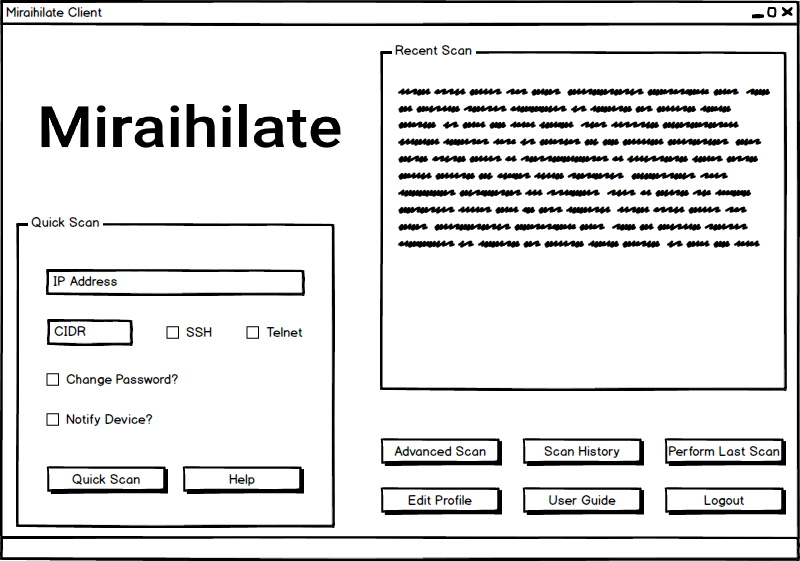 Miraihilate Client
Miraihilate
Quick Scan
IP Address
CIDR
SSH
Telnet
Change Password?
Notify Device?
Quick Scan
Help
Recent Scan
Advanced Scan
Scan History
Perform Last Scan
Edit Profile
User Guide
Logout